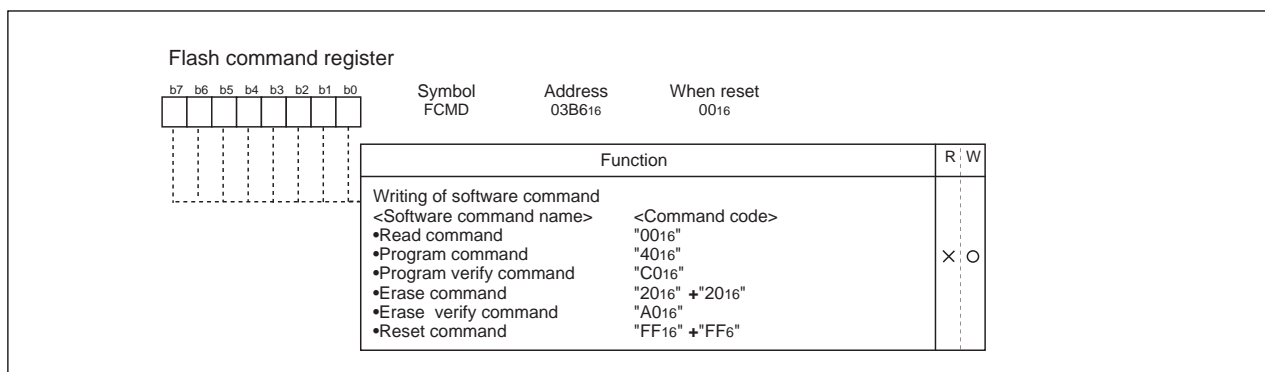 Flash command register
b7 b6 b5 b4 b3 b2 b1 b0
Symbol Address When reset
FCMD 03B616 0016
Function R W
Writing of software command
<Software command name> <Command code>
•Read command "0016"
•Program command "4016"
•Program verify command "C016"
•Erase command "2016" +"2016"
•Erase verify command "A016"
•Reset command "FF16" +"FF6"